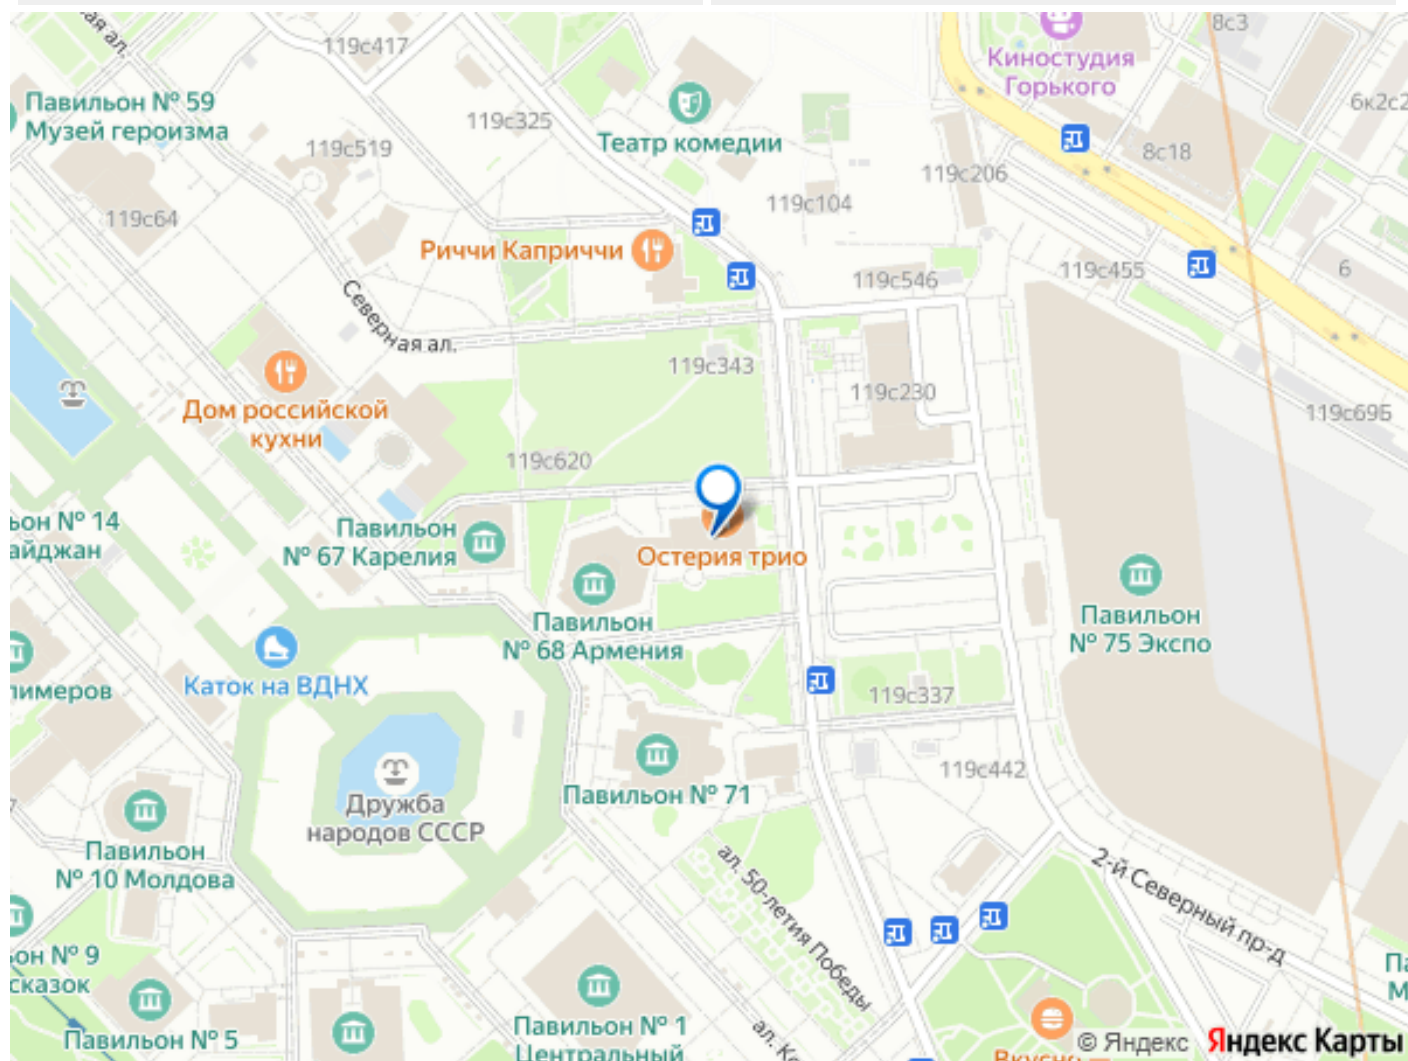 119с417
8с3
Киностудия
Горького
Павильон № 59
Музей героизма
6к2с2
119с325
Театр комедии
119с519
8с18
119с206
119с64
119с104
Риччи Каприччи
119с546
119с455
6
Северная ал.
119с343
119с230
Дом российской
кухни
119с695
119с620
Павильон
№ 67 Карелия
Остерия трио
Павильон
№ 68 Армения
Павильон
№ 75 Экспо
Каток на ВДНХ
119с337
119с442
Павильон № 71
Дружба
народов СССР
Павильон
№ 10 Молдова
ал. 50-летия Победы
2-й Северный пр-д
Павильон № 5
Павильон № 1
Центральный
© Яндекс Яндекс Карты